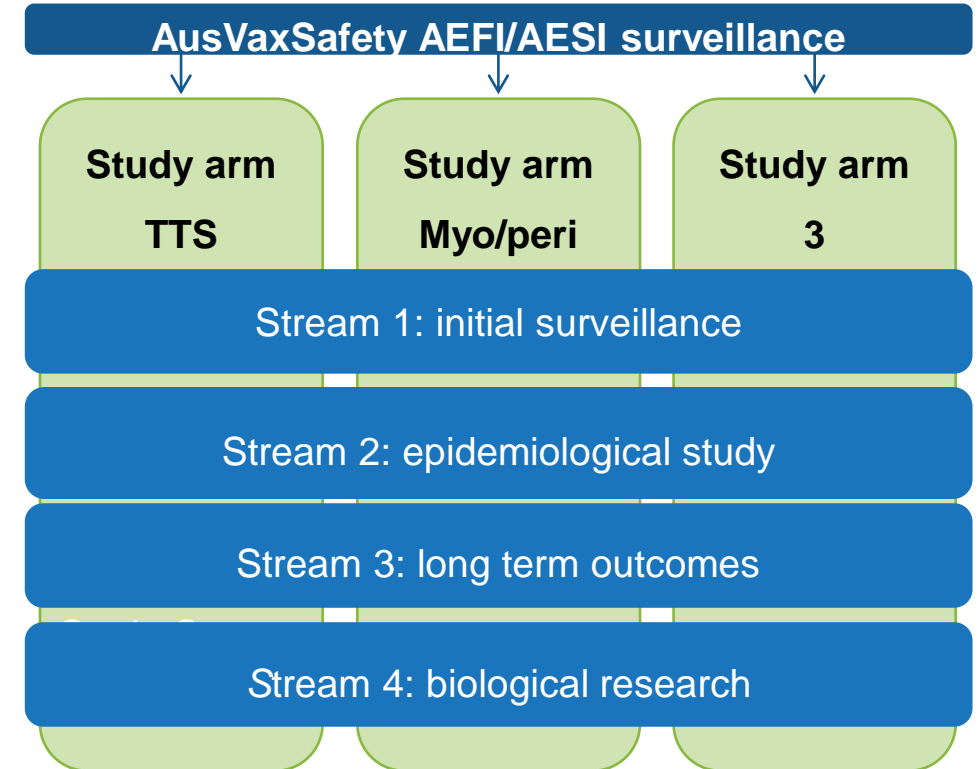 AusVaxSafety AEFI/AESI surveillance
Study arm
TTS
Study arm
Myo/peri
Study arm
3
Stream 1: initial surveillance
Stream 2: epidemiological study
Stream 3: long term outcomes
Stream 4: biological research